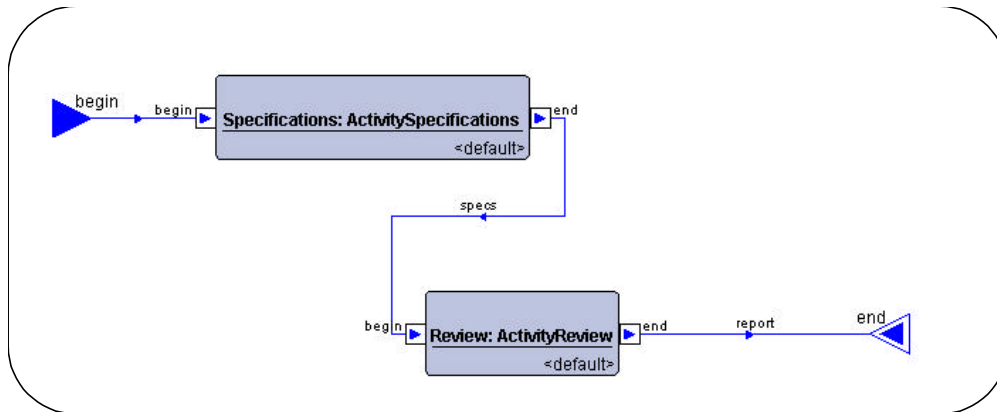 begin
begin
Specifications: ActivitySpecifications
end
<default>
specs
begin
Review: ActivityReview
end
report
end
<default>